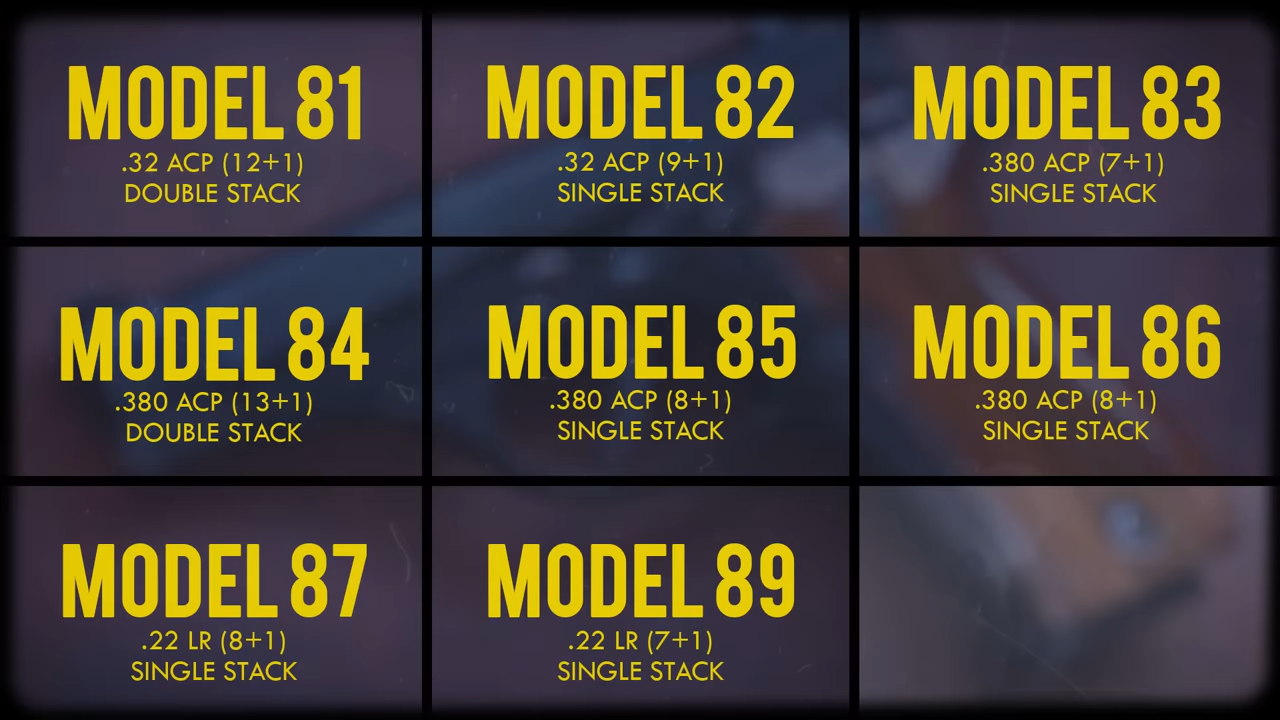 MODEL 81
.32 ACP (12+1)
DOUBLE STACK
MODEL 82
.32 ACP (9+1)
SINGLE STACK
MODEL 83
.380 ACP (7+1)
SINGLE STACK
MODEL 84
.380 ACP (13+1)
DOUBLE STACK
MODEL 85
.380 ACP (8+1)
SINGLE STACK
MODEL 86
.380 ACP (8+1)
SINGLE STACK
MODEL 87
.22 LR (8+1)
SINGLE STACK
MODEL 89
.22 LR (7+1)
SINGLE STACK